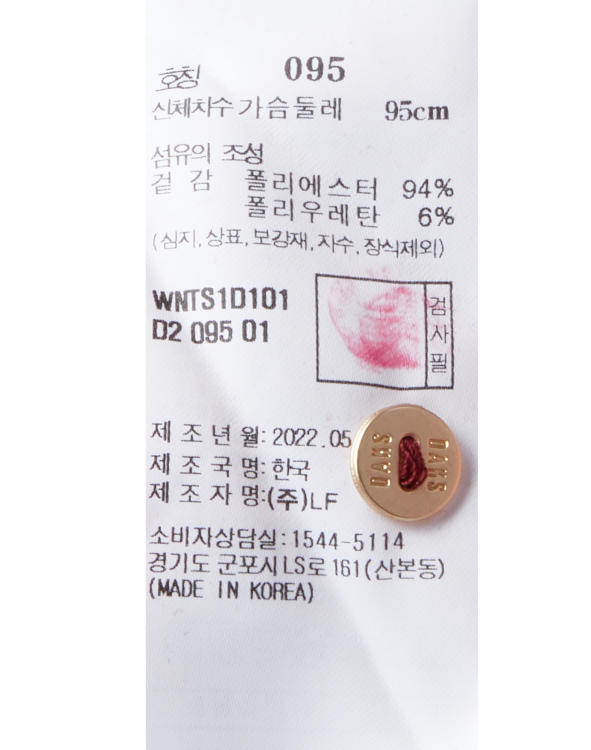 호칭 095
신체치수 가슴둘레 95cm
섬유의 조성
겉감 폴리에스터 94%
폴리우레탄 6%
(심지, 상표, 보강재, 자수, 장식제외)
WNTS1D101
D2 095 01
검사필
제조년월: 2022.05
제조국명: 한국
제조자명:(주)LF
DAKS DAKS
소비자상담실:1544-5114
경기도 군포시 LS로 161(산본동)
(MADE IN KOREA)